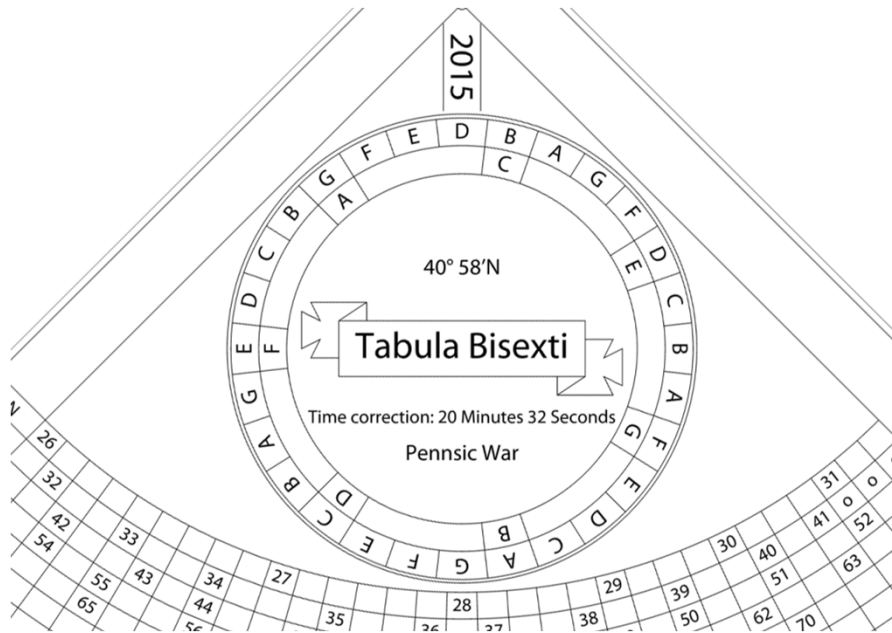 2015
D B A G F D C B A F E D C A G F E C B A G E D C B G F E
C E G B D F A
40° 58'N
Tabula Bisexti
Time correction: 20 Minutes 32 Seconds
Pennsic War
26 27 28 29 30 31 o
32 33 34 35 36 37 38 39 40 41 o
42 43 44 50 51 52
54 55 56 62 63
65 70